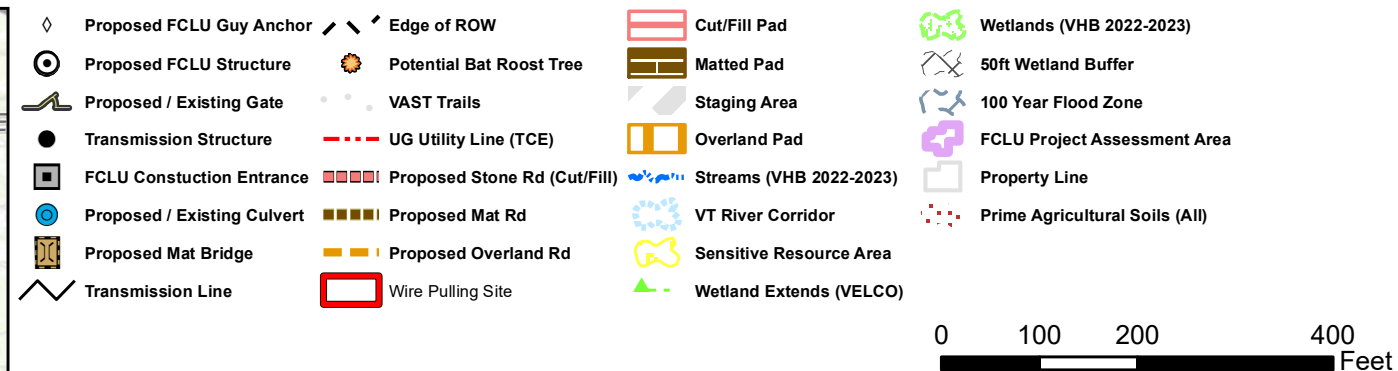 Proposed FCLU Guy Anchor
Proposed FCLU Structure
Proposed / Existing Gate
Transmission Structure
FCLU Constuction Entrance
Proposed / Existing Culvert
Proposed Mat Bridge
Transmission Line
Edge of ROW
Potential Bat Roost Tree
VAST Trails
UG Utility Line (TCE)
Proposed Stone Rd (Cut/Fill)
Proposed Mat Rd
Proposed Overland Rd
Wire Pulling Site
Cut/Fill Pad
Matted Pad
Staging Area
Overland Pad
Streams (VHB 2022-2023)
VT River Corridor
Sensitive Resource Area
Wetland Extends (VELCO)
Wetlands (VHB 2022-2023)
50ft Wetland Buffer
100 Year Flood Zone
FCLU Project Assessment Area
Property Line
Prime Agricultural Soils (All)
0 100 200 400
Feet